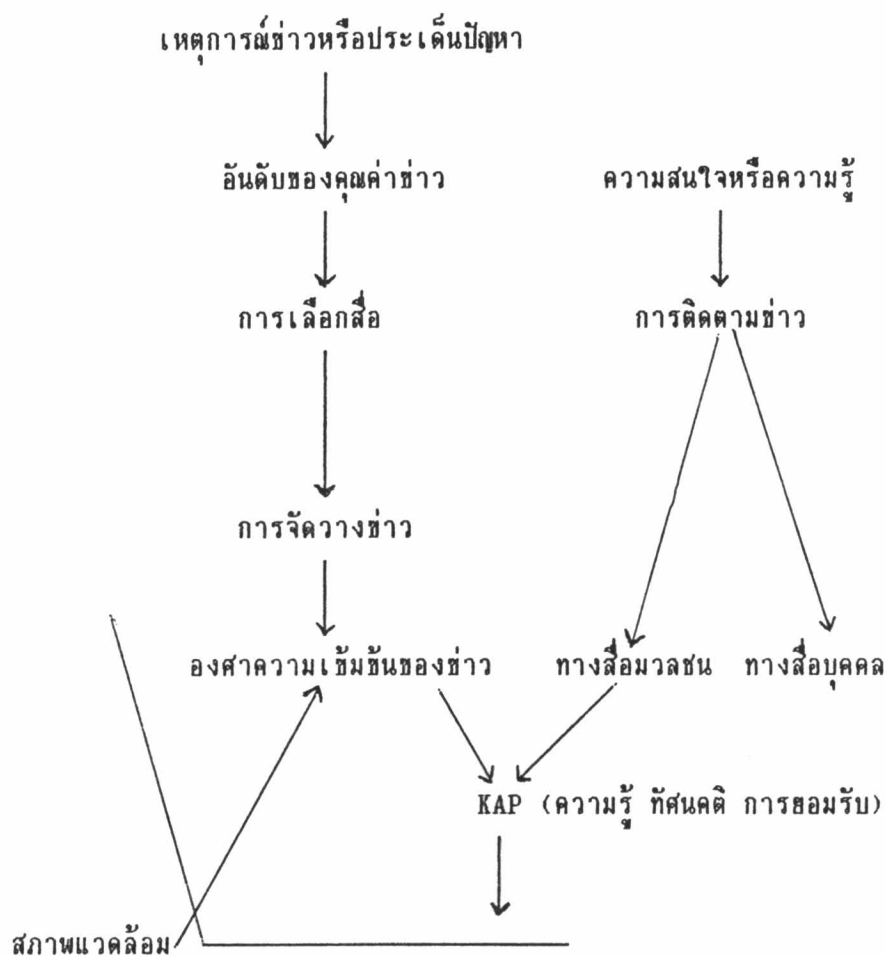 เหตุการณ์ข่าวหรือประเด็นปัญหา
อันดับของคุณค่าข่าว ความสนใจหรือความรู้
การเลือกสื่อ การติดตามข่าว
การจัดวางข่าว
องศาความเข้มข้นของข่าว ทางสื่อมวลชน ทางสื่อบุคคล
KAP (ความรู้ ทัศนคติ การยอมรับ)
สภาพแวดล้อม